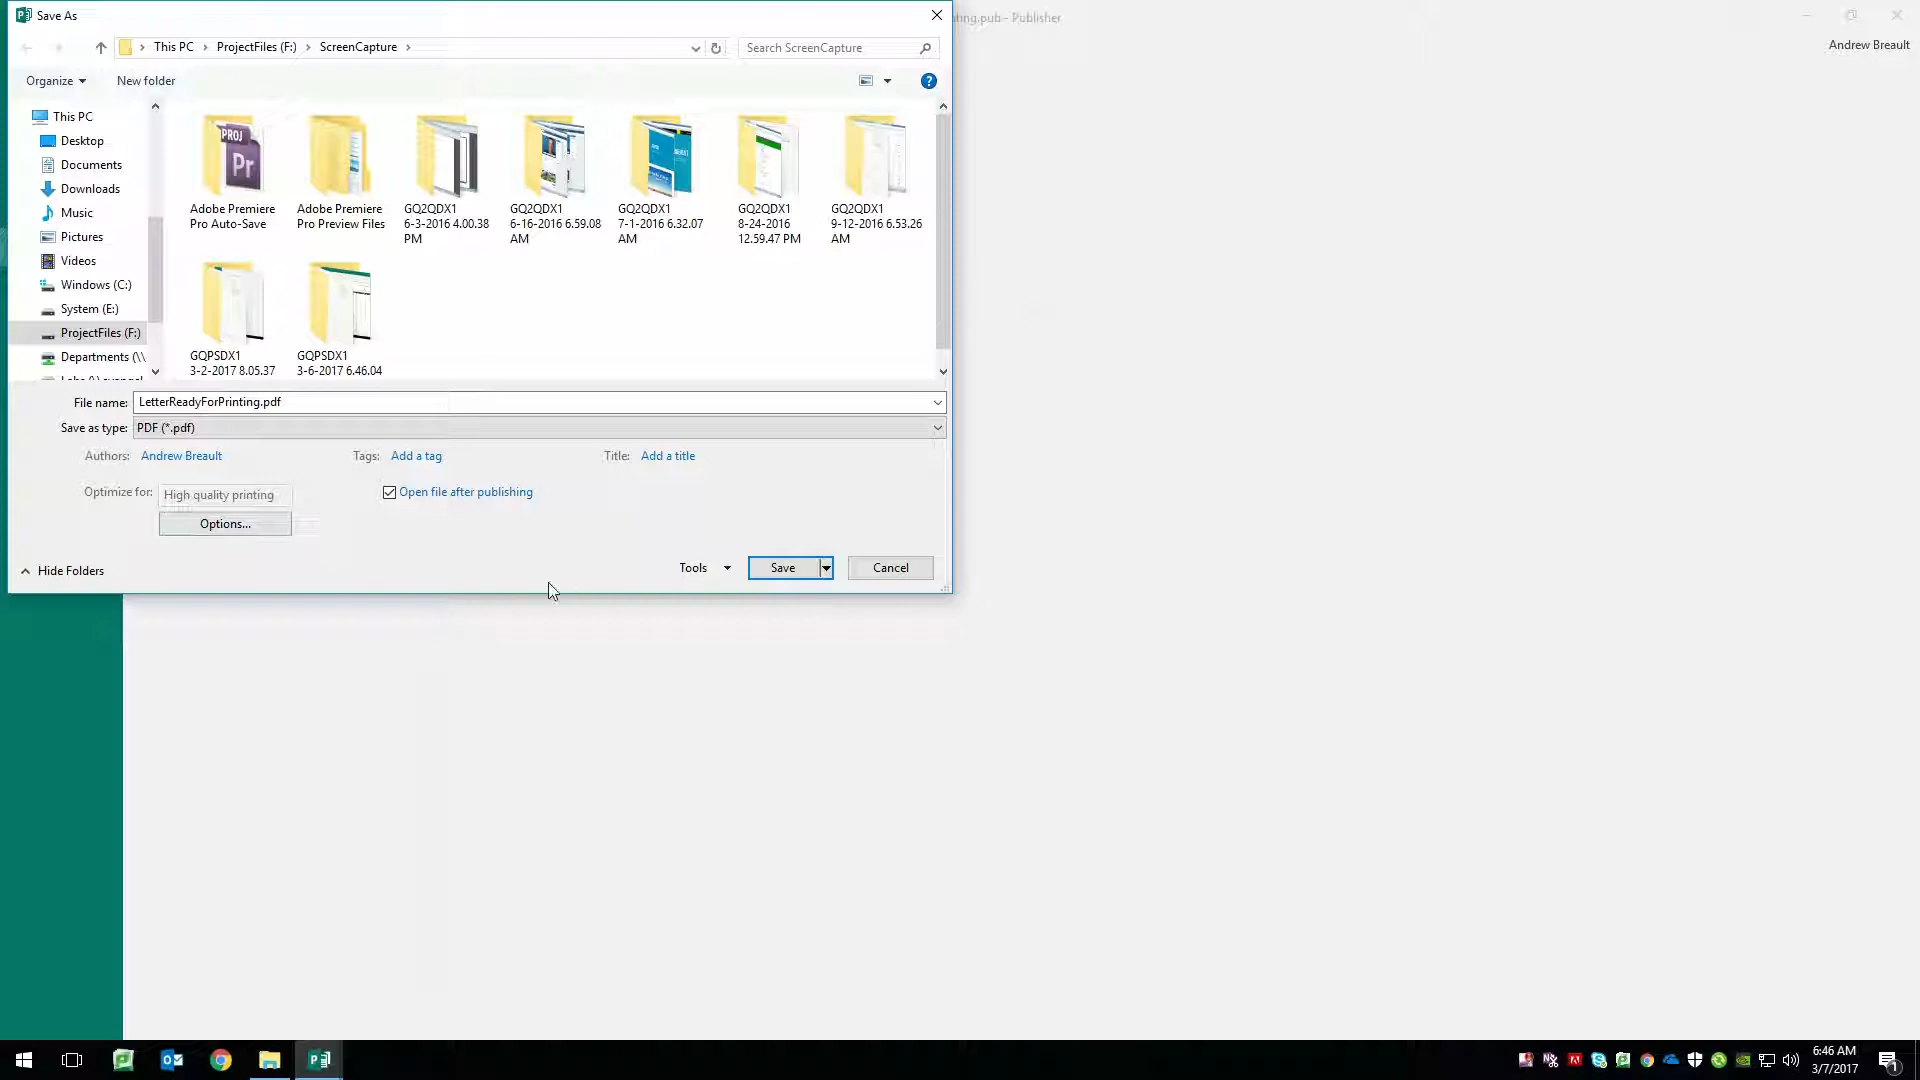 Save As
ting.pub - Publisher
Andrew Breault
This PC
ProjectFiles (F:)
ScreenCapture
Search ScreenCapture
Organize
New folder
This PC
Desktop
Documents
Downloads
Music
Pictures
Videos
Windows (C:)
System (E:)
ProjectFiles (F:)
Departments (\\
PROJ
Pr
Adobe Premiere
Pro Auto-Save
Adobe Premiere
Pro Preview Files
GQ2QDX1
6-3-2016 4.00.38
PM
GQ2QDX1
6-16-2016 6.59.08
AM
GQ2QDX1
7-1-2016 6.32.07
AM
GQ2QDX1
8-24-2016
12.59.47 PM
GQ2QDX1
9-12-2016 6.53.26
AM
GQPSDX1
3-2-2017 8.05.37
GQPSDX1
3-6-2017 6.46.04
File name: LetterReadyForPrinting.pdf
Save as type: PDF (*.pdf)
Authors: Andrew Breault
Tags: Add a tag
Title: Add a title
Optimize for: High quality printing
Open file after publishing
Options...
Hide Folders
Tools
Save
Cancel
6:46 AM
3/7/2017
1